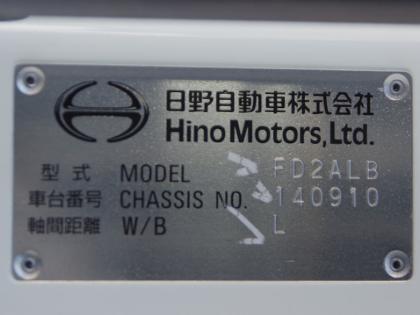 日野自動車株式会社
Hino Motors, Ltd.
型式 MODEL FD2ALB
車台番号 CHASSIS NO. 140910
軸間距離 W/B L